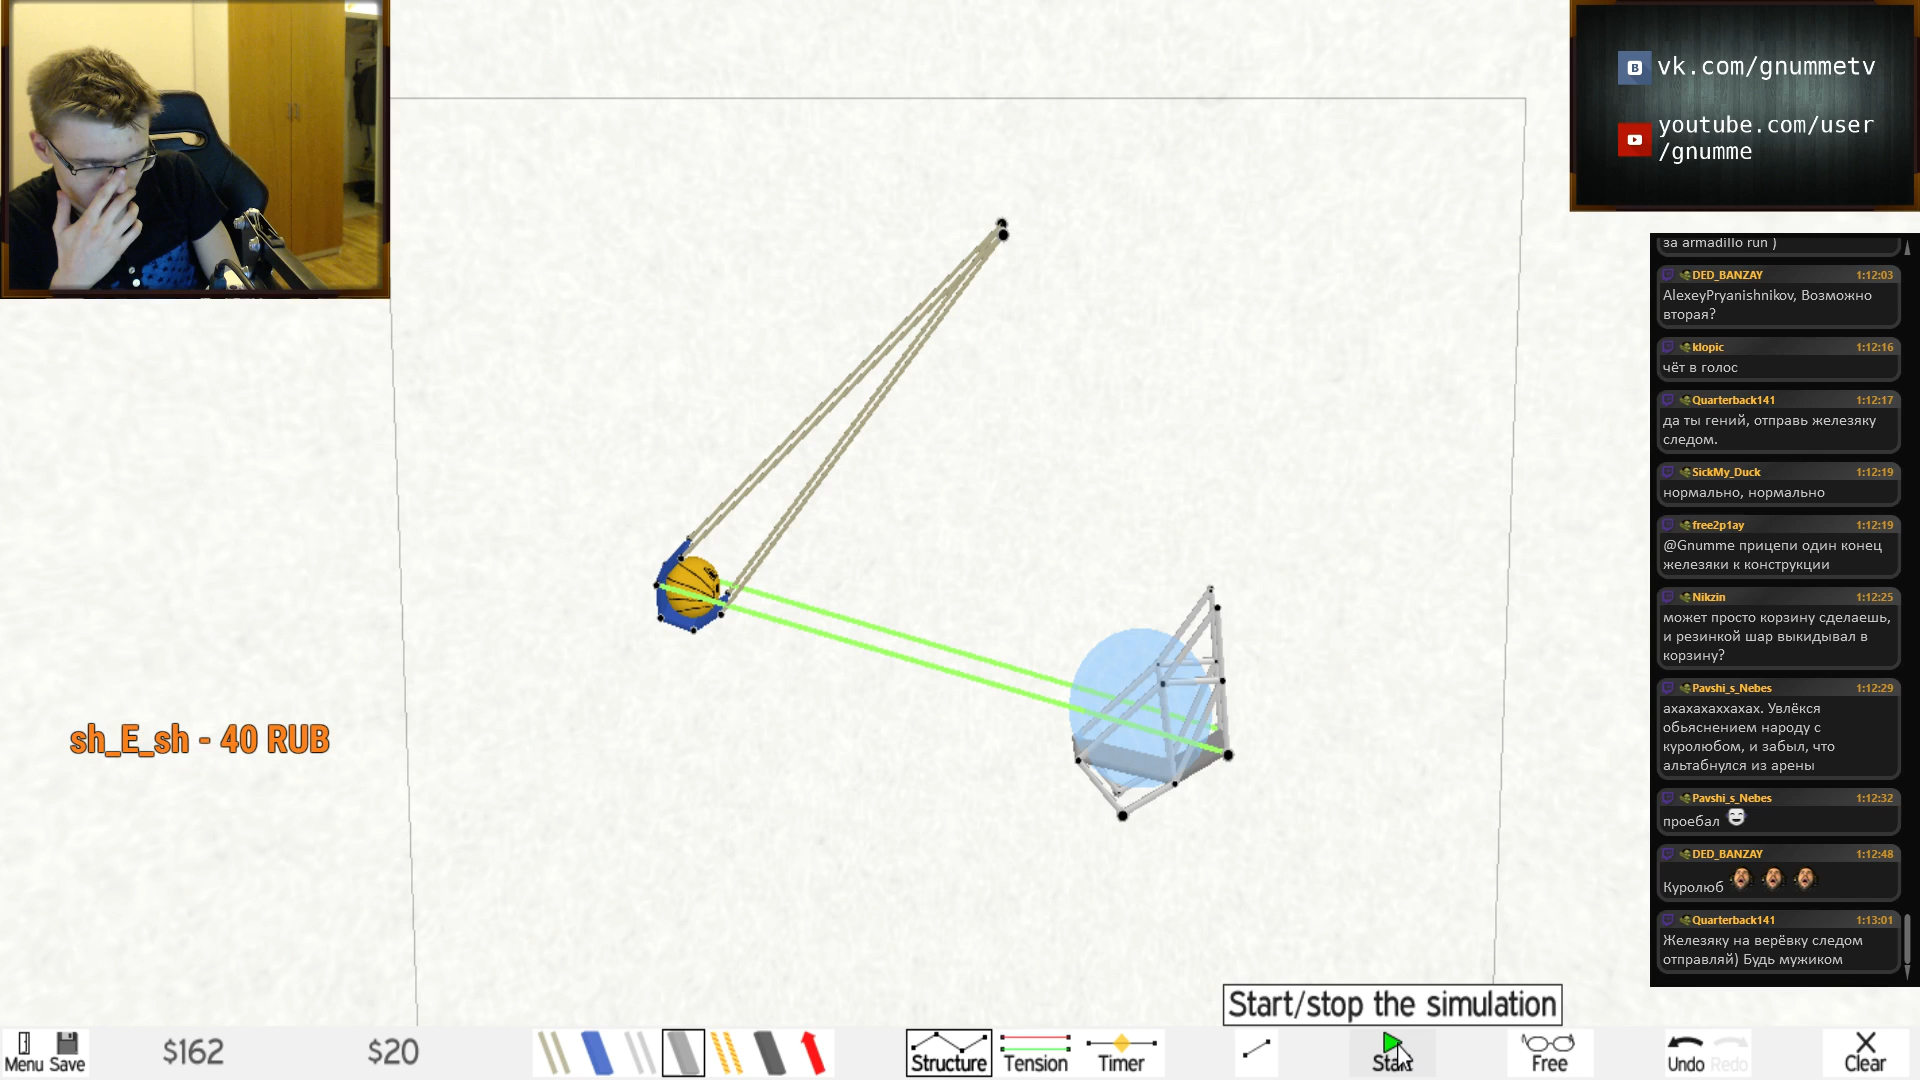 vk.com/gnummetv
youtube.com/user
/gnumme
за armadillo run )
DED_BANZAY 1:12:03
AlexeyPryanishnikov, Возможно
вторая?
klopic 1:12:16
чёт в голос
Quarterback141 1:12:17
да ты гений, отправь железяку
следом.
SickMy_Duck 1:12:19
нормально, нормально
free2p1ay 1:12:19
@Gnumme прицепи один конец
железяки к конструкции
Nikzin 1:12:25
может просто корзину сделаешь,
и резинкой шар выкидывал в
корзину?
Pavshi_s_Nebes 1:12:29
ахахахаххахах. Увлёкся
обьяснением народу с
куролюбом, и забыл, что
альтабнулся из арены
Pavshi_s_Nebes 1:12:32
проебал
DED_BANZAY 1:12:48
Куролюб
Quarterback141 1:13:01
Железяку на верёвку следом
отправляй) Будь мужиком
sh_E_sh - 40 RUB
Start/stop the simulation
Menu Save $162 $20 Structure Tension Timer Start Free Undo Redo Clear